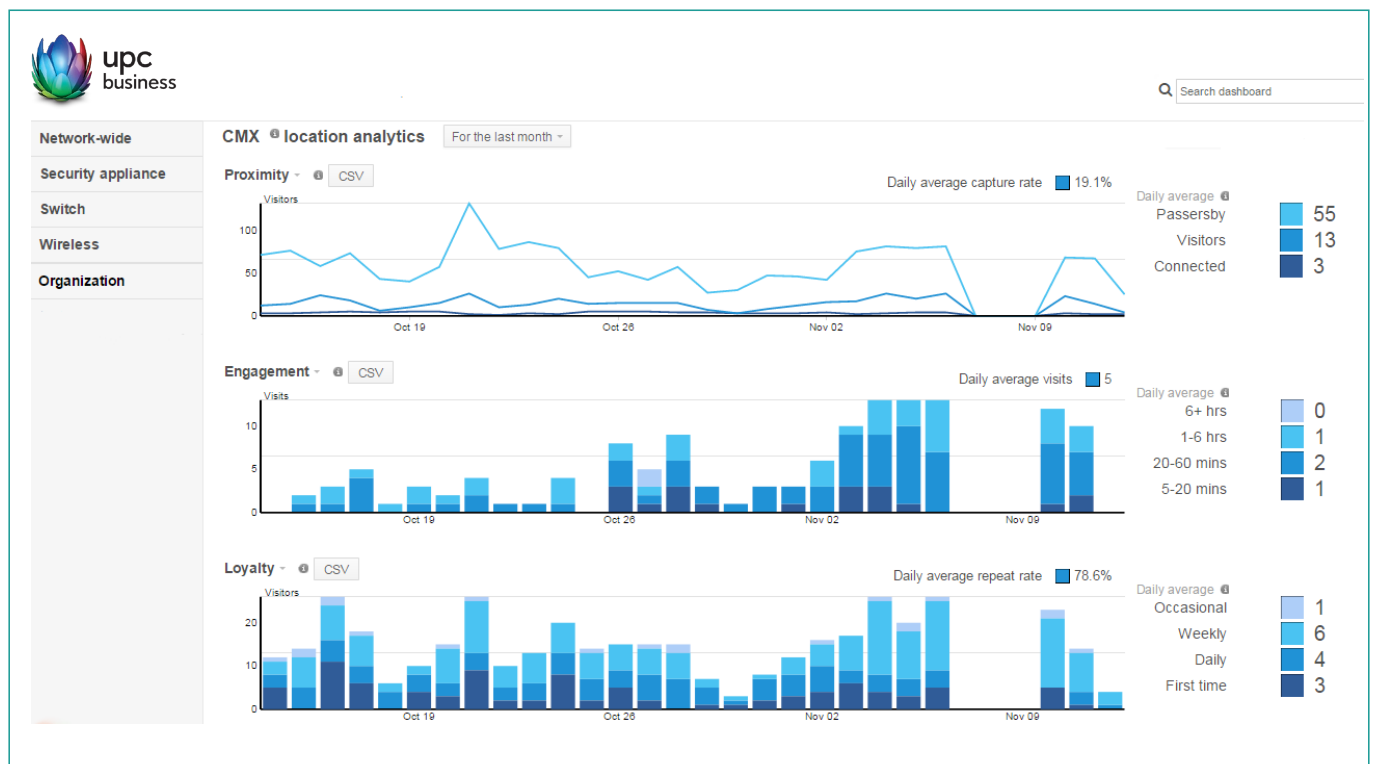 upc
business
Search dashboard
Network-wide
Security appliance
Switch
Wireless
Organization
CMX location analytics
For the last month
Proximity
CSV
Daily average capture rate 19.1%
Visitors
100
50
0
Oct 19 Oct 26 Nov 02 Nov 09
Daily average
Passersby 55
Visitors 13
Connected 3
Engagement
CSV
Daily average visits 5
Visits
10
5
0
Oct 19 Oct 26 Nov 02 Nov 09
Daily average
6+ hrs 0
1-6 hrs 1
20-60 mins 2
5-20 mins 1
Loyalty
CSV
Daily average repeat rate 78.6%
Visitors
20
10
0
Oct 19 Oct 26 Nov 02 Nov 09
Daily average
Occasional 1
Weekly 6
Daily 4
First time 3